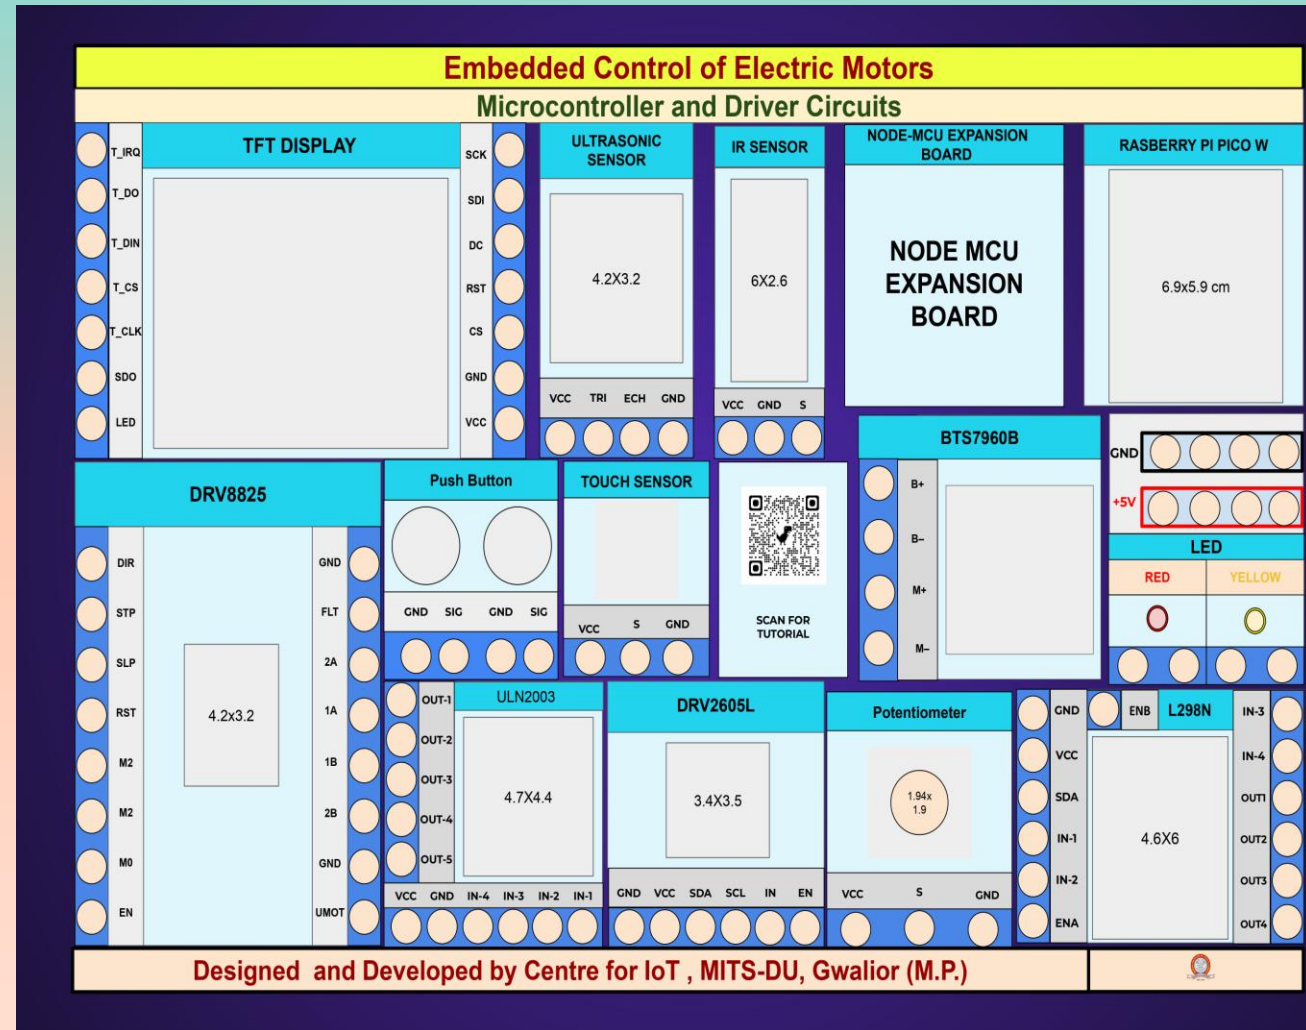 Embedded Control of Electric Motors
Microcontroller and Driver Circuits
TFT DISPLAY
T_IRQ
T_DO
T_DIN
T_CS
T_CLK
SDO
LED
SCK
SDI
DC
RST
CS
GND
VCC
ULTRASONIC
SENSOR
4.2X3.2
VCC TRI ECH GND
IR SENSOR
6X2.6
VCC GND S
NODE-MCU EXPANSION
BOARD
NODE MCU
EXPANSION
BOARD
RASBERRY PI PICO W
6.9x5.9 cm
DRV8825
DIR
STP
SLP
RST
M2
M2
M0
EN
4.2x3.2
GND
FLT
2A
1A
1B
2B
GND
UMOT
Push Button
GND SIG GND SIG
TOUCH SENSOR
VCC S GND
SCAN FOR
TUTORIAL
BTS7960B
B+
B–
M+
M–
GND
+5V
LED
RED YELLOW
ULN2003
OUT-1
OUT-2
OUT-3
OUT-4
OUT-5
4.7X4.4
VCC GND IN-4 IN-3 IN-2 IN-1
DRV2605L
3.4X3.5
GND VCC SDA SCL IN EN
Potentiometer
1.94x
1.9
VCC S GND
GND
VCC
SDA
IN-1
IN-2
ENA
ENB L298N
4.6X6
IN-3
IN-4
OUT1
OUT2
OUT3
OUT4
Designed and Developed by Centre for IoT , MITS-DU, Gwalior (M.P.)